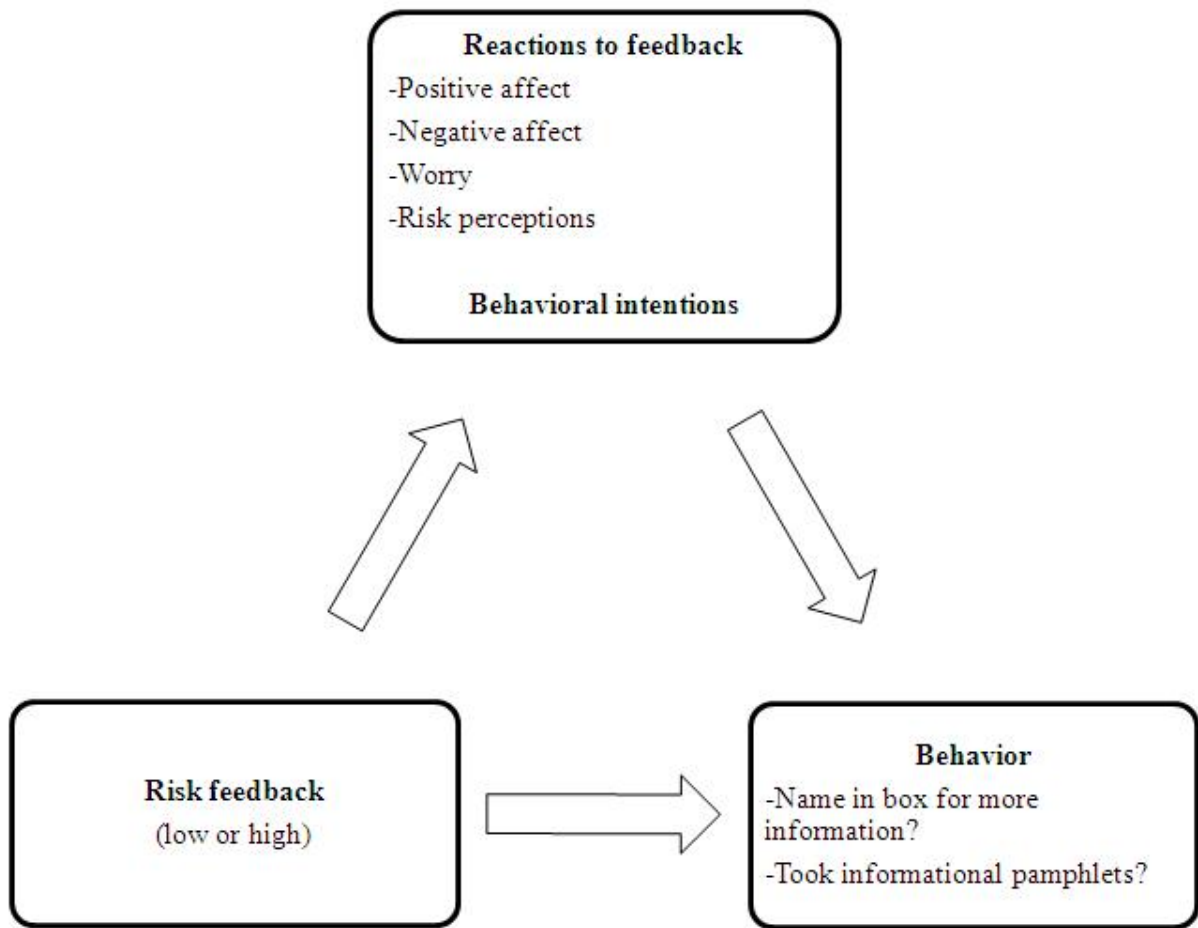 Reactions to feedback
-Positive affect
-Negative affect
-Worry
-Risk perceptions
Behavioral intentions
Risk feedback
(low or high)
Behavior
-Name in box for more
information?
-Took informational pamphlets?